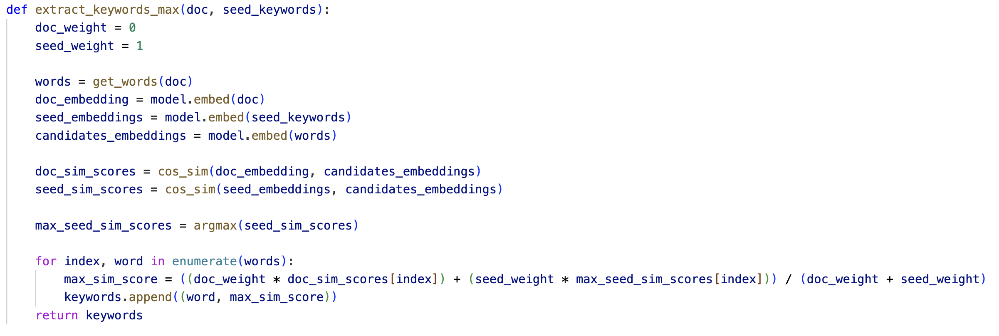 def extract_keywords_max(doc, seed_keywords):
    doc_weight = 0
    seed_weight = 1

    words = get_words(doc)
    doc_embedding = model.embed(doc)
    seed_embeddings = model.embed(seed_keywords)
    candidates_embeddings = model.embed(words)

    doc_sim_scores = cos_sim(doc_embedding, candidates_embeddings)
    seed_sim_scores = cos_sim(seed_embeddings, candidates_embeddings)

    max_seed_sim_scores = argmax(seed_sim_scores)

    for index, word in enumerate(words):
        max_sim_score = ((doc_weight * doc_sim_scores[index]) + (seed_weight * max_seed_sim_scores[index])) / (doc_weight + seed_weight)
        keywords.append((word, max_sim_score))
    return keywords